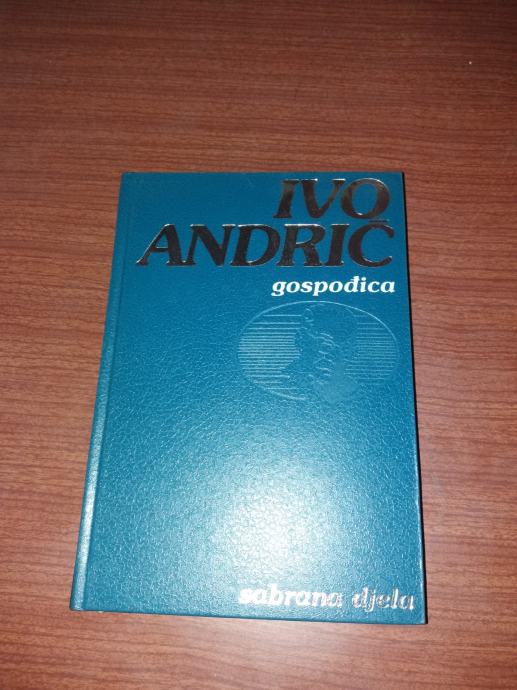 IVO
ANDRIĆ
gospođica
sabrana djela